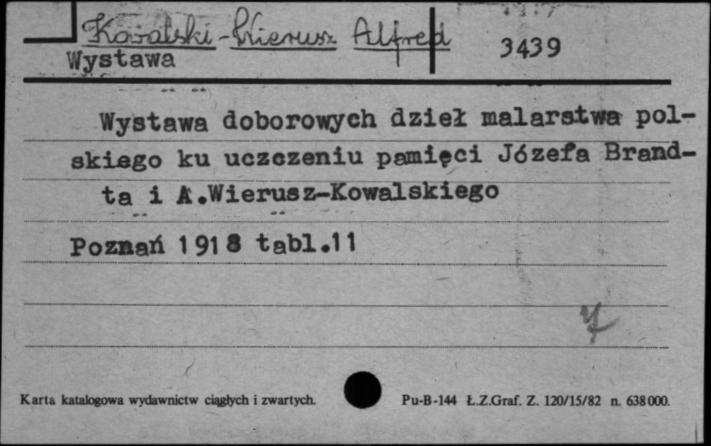 Kowalski-Wierusz Alfred
Wystawa 3439
Wystawa doborowych dzieł malarstwa pol-
skiego ku uczczeniu pamięci Józefa Brand-
ta i A.Wierusz-Kowalskiego
Poznań 1918 tabl.11
Karta katalogowa wydawnictw ciągłych i zwartych. Pu-B-144 Ł.Z.Graf. Z. 120/15/82 n. 638000.